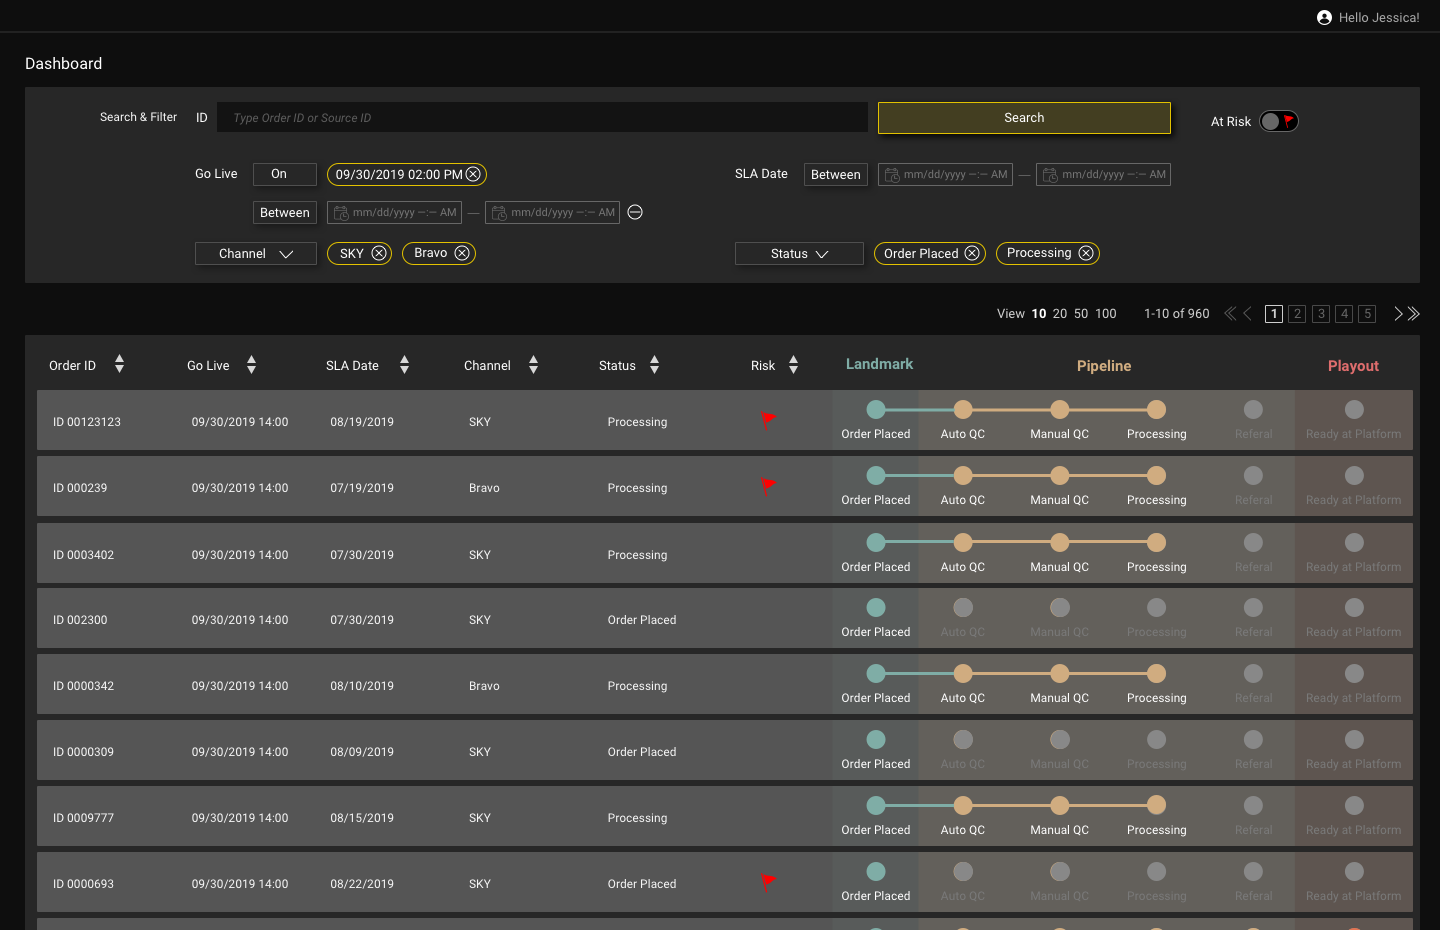 Hello Jessica!
Dashboard
Search & Filter ID Type Order ID or Source ID Search At Risk
Go Live On 09/30/2019 02:00 PM SLA Date Between mm/dd/yyyy –:– AM — mm/dd/yyyy –:– AM
Between mm/dd/yyyy –:– AM — mm/dd/yyyy –:– AM
Channel SKY Bravo Status Order Placed Processing
View 10 20 50 100 1-10 of 960 1 2 3 4 5
Order ID Go Live SLA Date Channel Status Risk Landmark Pipeline Playout
ID 00123123 09/30/2019 14:00 08/19/2019 SKY Processing
Order Placed Auto QC Manual QC Processing Referal Ready at Platform
ID 000239 09/30/2019 14:00 07/19/2019 Bravo Processing
Order Placed Auto QC Manual QC Processing Referal Ready at Platform
ID 0003402 09/30/2019 14:00 07/30/2019 SKY Processing
Order Placed Auto QC Manual QC Processing Referal Ready at Platform
ID 002300 09/30/2019 14:00 07/30/2019 SKY Order Placed
Order Placed Auto QC Manual QC Processing Referal Ready at Platform
ID 0000342 09/30/2019 14:00 08/10/2019 Bravo Processing
Order Placed Auto QC Manual QC Processing Referal Ready at Platform
ID 0000309 09/30/2019 14:00 08/09/2019 SKY Order Placed
Order Placed Auto QC Manual QC Processing Referal Ready at Platform
ID 0009777 09/30/2019 14:00 08/15/2019 SKY Processing
Order Placed Auto QC Manual QC Processing Referal Ready at Platform
ID 0000693 09/30/2019 14:00 08/22/2019 SKY Order Placed
Order Placed Auto QC Manual QC Processing Referal Ready at Platform